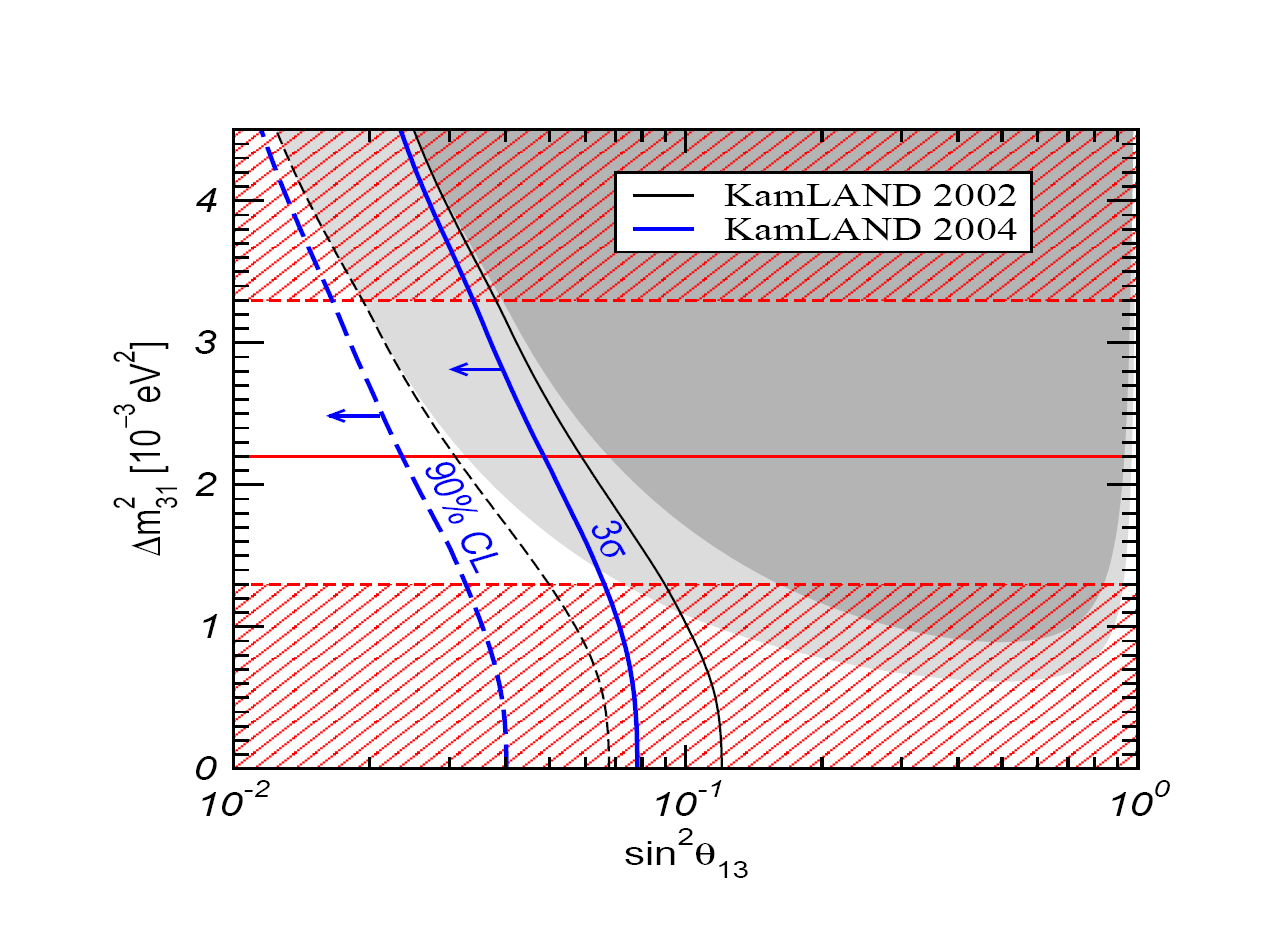 KamLAND 2002
KamLAND 2004
Δm²₃₁ [10⁻³eV²]
4
3
2
1
0
90% CL
3σ
10⁻² 10⁻¹ 10⁰
sin²θ₁₃